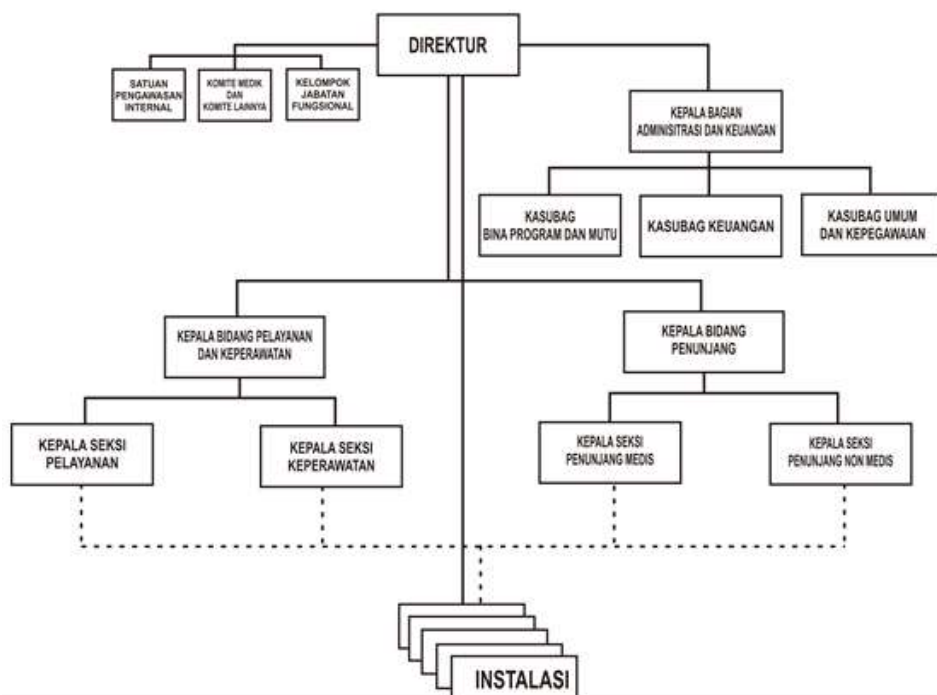 DIREKTUR
SATUAN
PENGAWASAN
INTERNAL
KOMITE MEDIK
DAN
KOMITE LAINNYA
KELOMPOK
JABATAN
FUNGSIONAL
KEPALA BAGIAN
ADMINISITRASI DAN KEUANGAN
KASUBAG
BINA PROGRAM DAN MUTU
KASUBAG KEUANGAN
KASUBAG UMUM
DAN KEPEGAWAIAN
KEPALA BIDANG PELAYANAN
DAN KEPERAWATAN
KEPALA BIDANG
PENUNJANG
KEPALA SEKSI
PELAYANAN
KEPALA SEKSI
KEPERAWATAN
KEPALA SEKSI
PENUNJANG MEDIS
KEPALA SEKSI
PENUNJANG NON MEDIS
INSTALASI